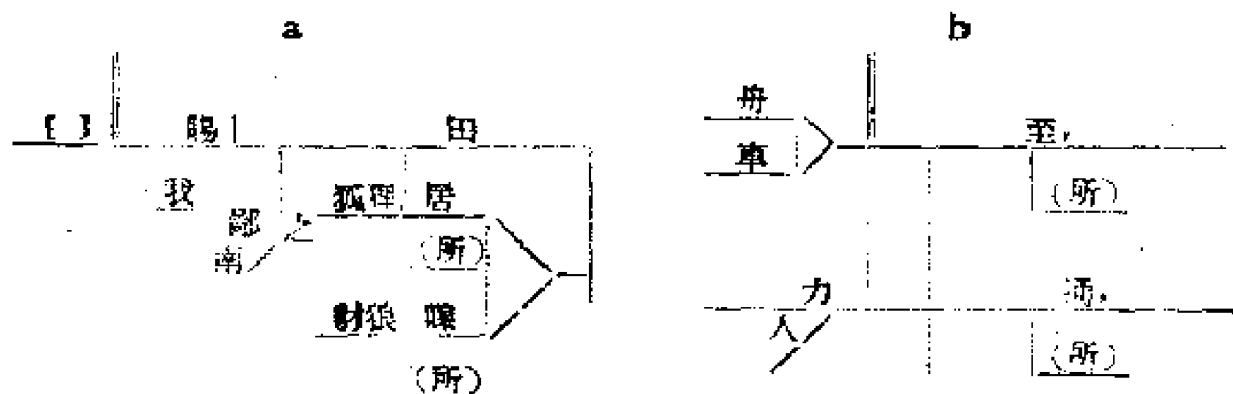 a
[ ] 賜 田
我
鄙 之 狐狸 居
南 (所)
豺狼 嘷
(所)
b
舟
車 至,
(所)
力 通,
人
(所)